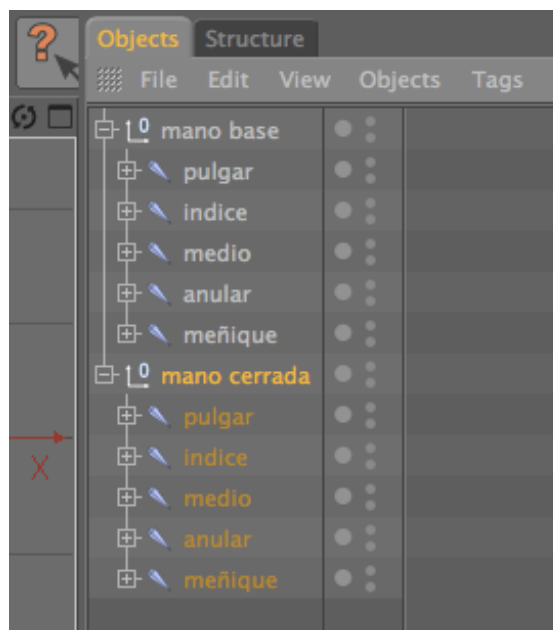 Objects Structure
File Edit View Objects Tags
mano base
pulgar
indice
medio
anular
meñique
mano cerrada
pulgar
indice
medio
anular
meñique
X